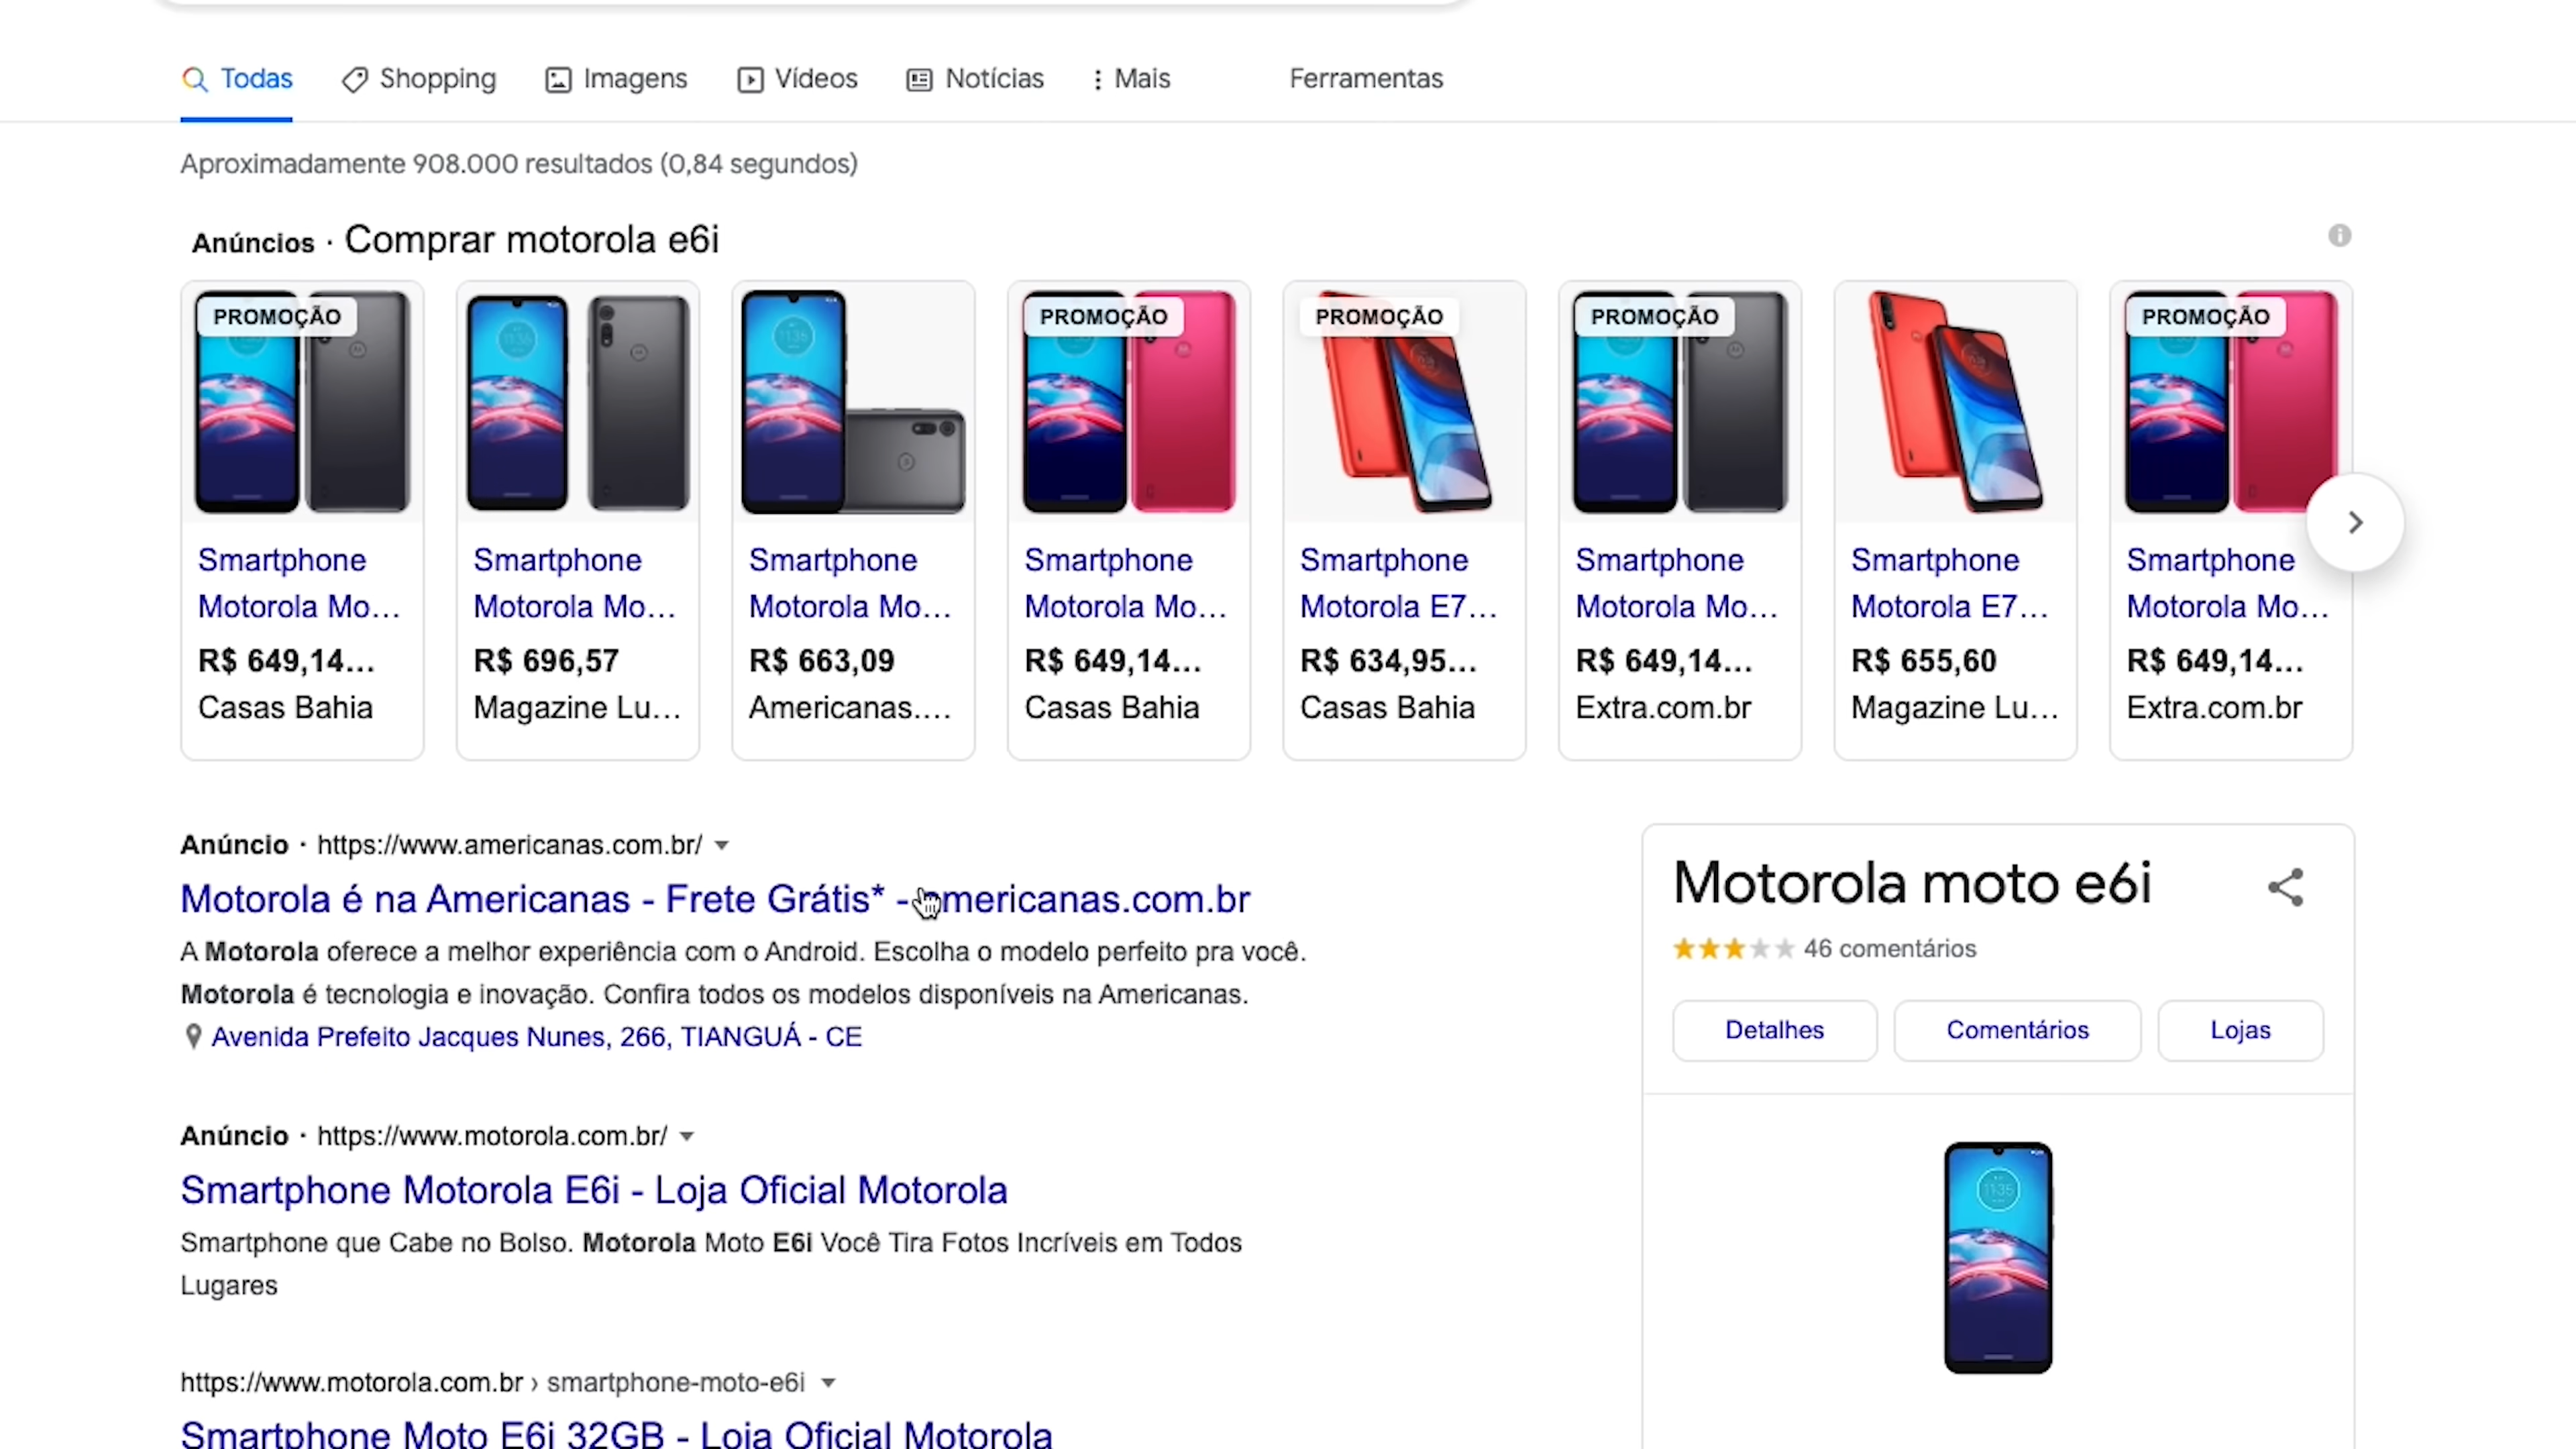 Todas
Shopping
Imagens
Vídeos
Notícias
Mais
Ferramentas
Aproximadamente 908.000 resultados (0,84 segundos)
Anúncios · Comprar motorola e6i
PROMOÇÃO
Smartphone
Motorola Mo...
R$ 649,14...
Casas Bahia
Smartphone
Motorola Mo...
R$ 696,57
Magazine Lu...
Smartphone
Motorola Mo...
R$ 663,09
Americanas....
PROMOÇÃO
Smartphone
Motorola Mo...
R$ 649,14...
Casas Bahia
PROMOÇÃO
Smartphone
Motorola E7...
R$ 634,95...
Casas Bahia
PROMOÇÃO
Smartphone
Motorola Mo...
R$ 649,14...
Extra.com.br
Smartphone
Motorola E7...
R$ 655,60
Magazine Lu...
PROMOÇÃO
Smartphone
Motorola Mo...
R$ 649,14...
Extra.com.br
Anúncio · https://www.americanas.com.br/
Motorola é na Americanas - Frete Grátis* - americanas.com.br
A Motorola oferece a melhor experiência com o Android. Escolha o modelo perfeito pra você.
Motorola é tecnologia e inovação. Confira todos os modelos disponíveis na Americanas.
Avenida Prefeito Jacques Nunes, 266, TIANGUÁ - CE
Anúncio · https://www.motorola.com.br/
Smartphone Motorola E6i - Loja Oficial Motorola
Smartphone que Cabe no Bolso. Motorola Moto E6i Você Tira Fotos Incríveis em Todos
Lugares
https://www.motorola.com.br › smartphone-moto-e6i
Smartphone Moto E6i 32GB - Loja Oficial Motorola
Motorola moto e6i
46 comentários
Detalhes
Comentários
Lojas
11:35